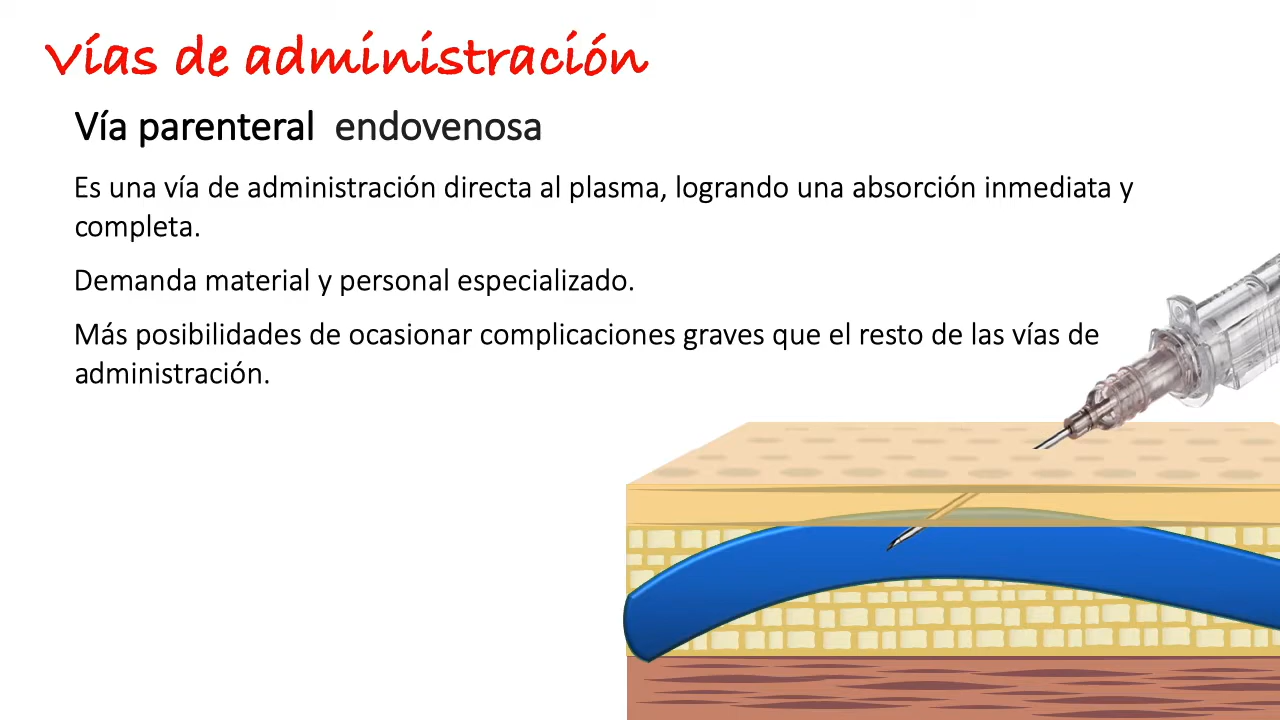 Vías de administración
Vía parenteral endovenosa
Es una vía de administración directa al plasma, logrando una absorción inmediata y
completa.
Demanda material y personal especializado.
Más posibilidades de ocasionar complicaciones graves que el resto de las vías de
administración.